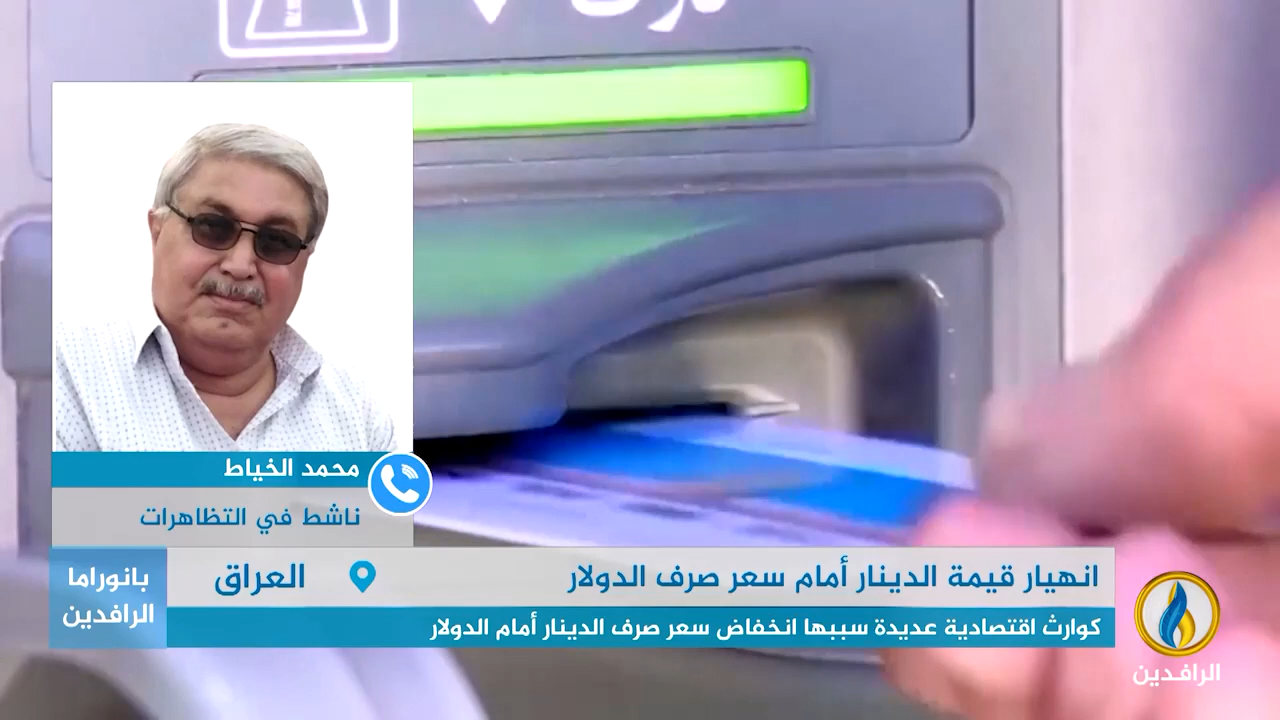 محمد الخياط
ناشط في التظاهرات
انهيار قيمة الدينار أمام سعر صرف الدولار
العراق
كوارث اقتصادية عديدة سببها انخفاض سعر صرف الدينار أمام الدولار
بانوراما
الرافدين
الرافدين